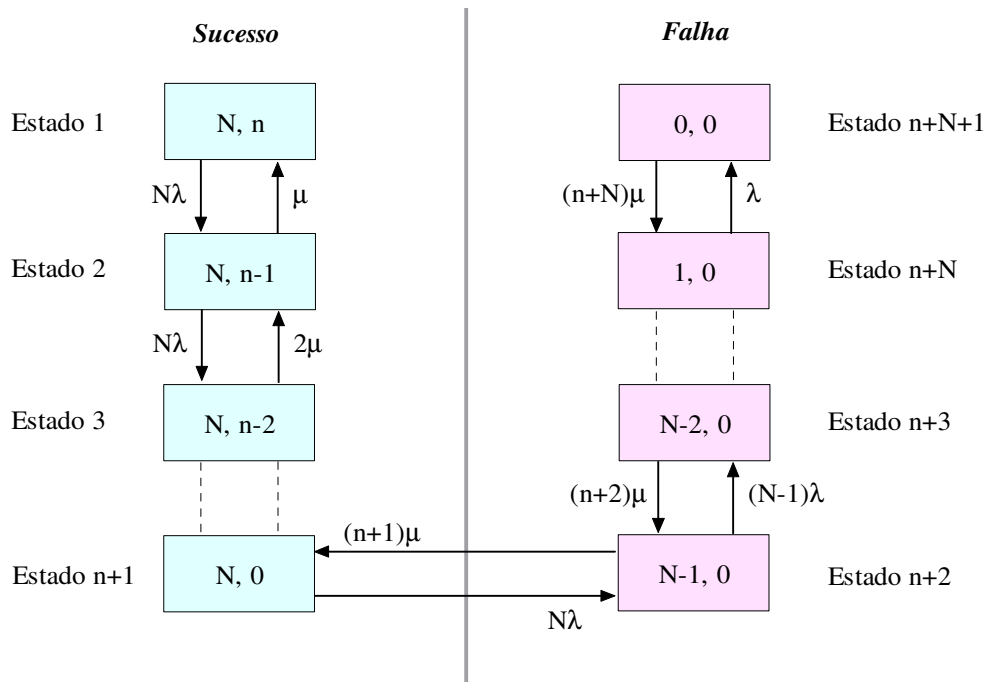 Sucesso
Falha
Estado 1
N, n
0, 0
Estado n+N+1
Nλ
μ
(n+N)μ
λ
Estado 2
N, n-1
1, 0
Estado n+N
Nλ
2μ
Estado 3
N, n-2
N-2, 0
Estado n+3
(n+2)μ
(N-1)λ
(n+1)μ
Estado n+1
N, 0
N-1, 0
Estado n+2
Nλ